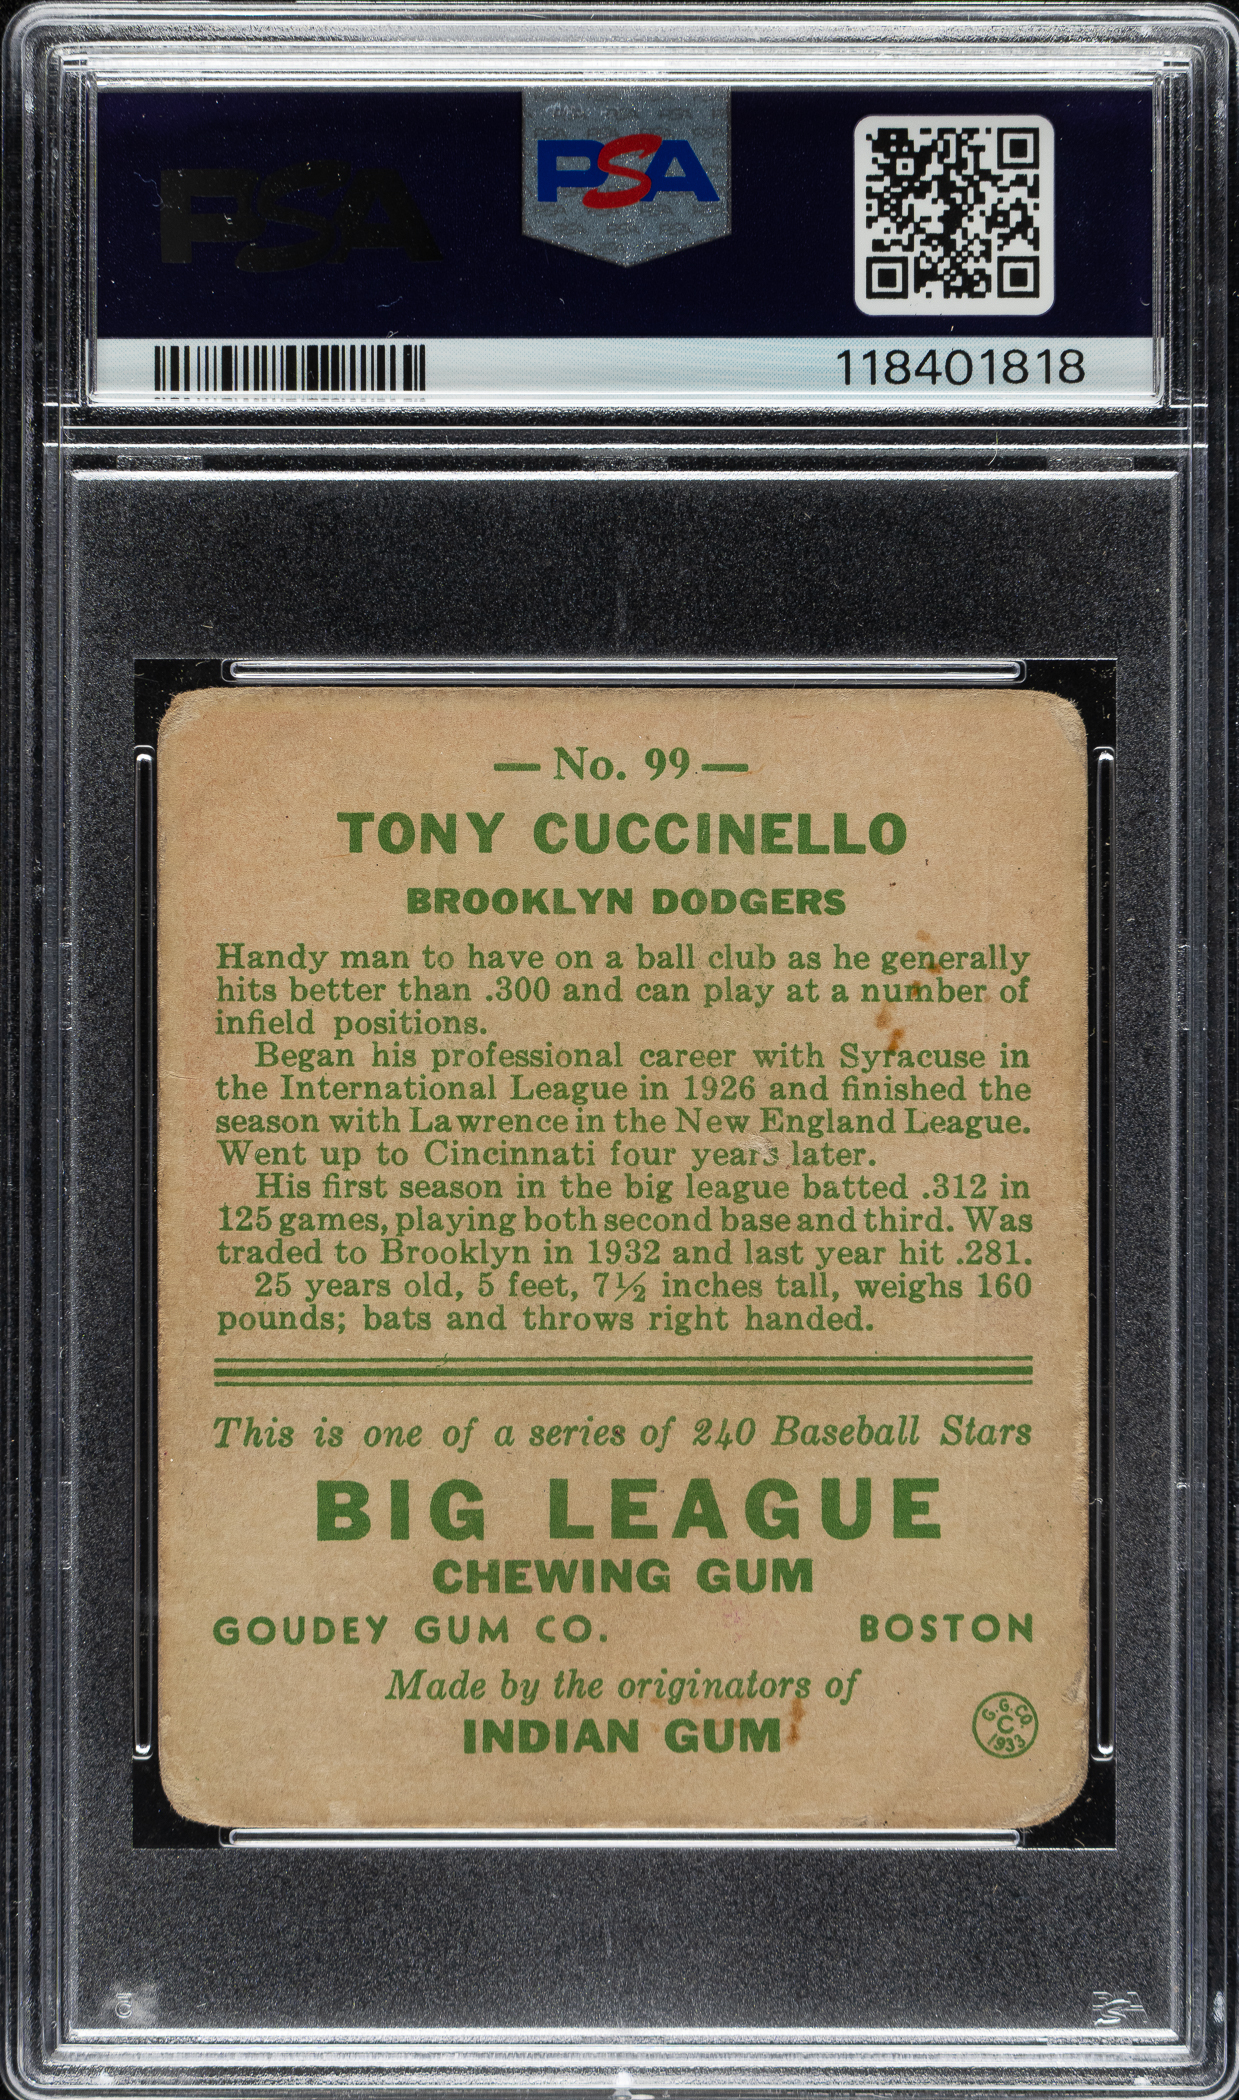 PSA
PSA
118401818
— No. 99 —
TONY CUCCINELLO
BROOKLYN DODGERS
Handy man to have on a ball club as he generally
hits better than .300 and can play at a number of
infield positions.
Began his professional career with Syracuse in
the International League in 1926 and finished the
season with Lawrence in the New England League.
Went up to Cincinnati four years later.
His first season in the big league batted .312 in
125 games, playing both second base and third. Was
traded to Brooklyn in 1932 and last year hit .281.
25 years old, 5 feet, 7½ inches tall, weighs 160
pounds; bats and throws right handed.
This is one of a series of 240 Baseball Stars
BIG LEAGUE
CHEWING GUM
GOUDEY GUM CO. BOSTON
Made by the originators of
INDIAN GUM
G.G.CO.
C
1933
PSA